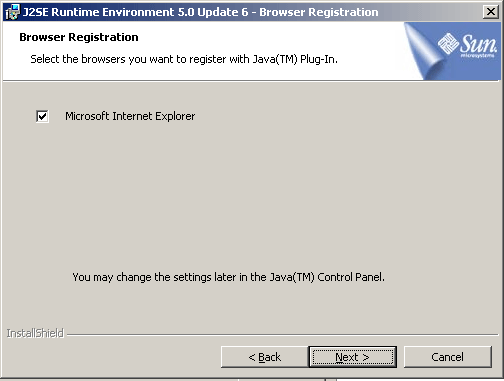 J2SE Runtime Environment 5.0 Update 6 - Browser Registration
Browser Registration
Select the browsers you want to register with Java(TM) Plug-In.
Sun.
microsystems
Microsoft Internet Explorer
You may change the settings later in the Java(TM) Control Panel.
InstallShield
< Back
Next >
Cancel